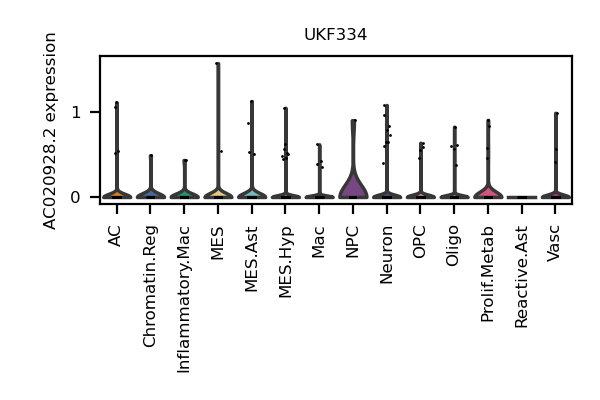 UKF334
AC020928.2 expression
1
0
AC
Chromatin.Reg
Inflammatory.Mac
MES
MES.Ast
MES.Hyp
Mac
NPC
Neuron
OPC
Oligo
Prolif.Metab
Reactive.Ast
Vasc